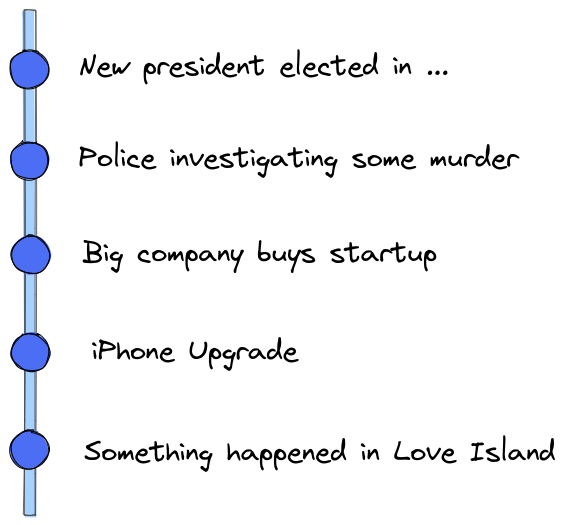 New president elected in ...
Police investigating some murder
Big company buys startup
iPhone Upgrade
Something happened in Love Island